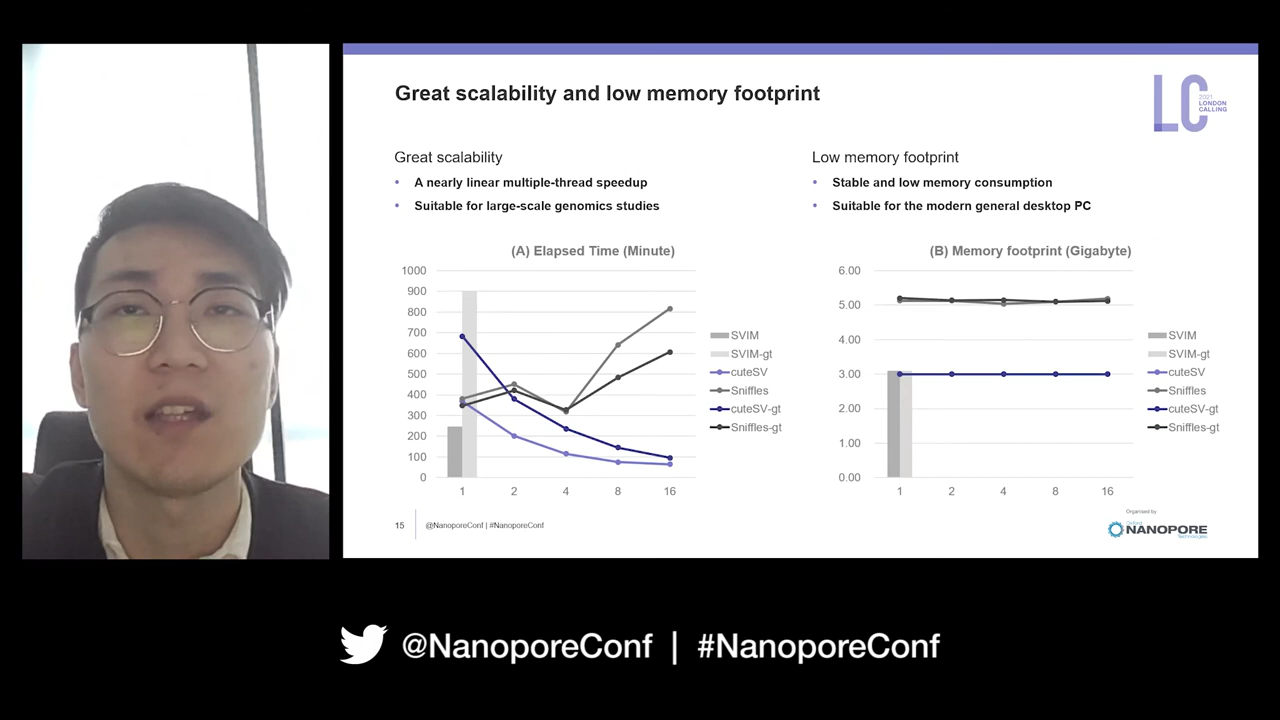 Great scalability and low memory footprint
LC
2021
LONDON
CALLING
Great scalability
• A nearly linear multiple-thread speedup
• Suitable for large-scale genomics studies
Low memory footprint
• Stable and low memory consumption
• Suitable for the modern general desktop PC
(A) Elapsed Time (Minute)
1000
900
800
700
600
500
400
300
200
100
0
1 2 4 8 16
SVIM
SVIM-gt
cuteSV
Sniffles
cuteSV-gt
Sniffles-gt
(B) Memory footprint (Gigabyte)
6.00
5.00
4.00
3.00
2.00
1.00
0.00
1 2 4 8 16
SVIM
SVIM-gt
cuteSV
Sniffles
cuteSV-gt
Sniffles-gt
15
@NanoporeConf | #NanoporeConf
Organised by
Oxford
NANOPORE
Technologies
@NanoporeConf | #NanoporeConf